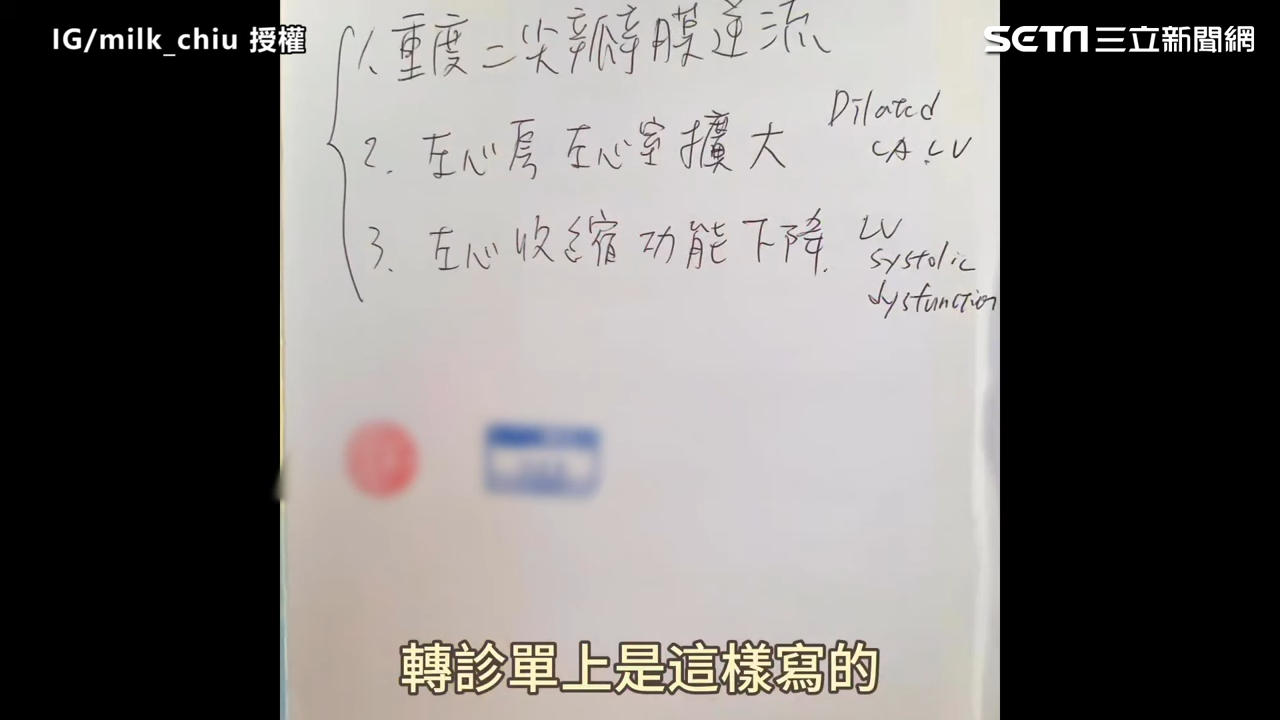 IG/milk_chiu 授權
SETN三立新聞網
1、重度二尖瓣膜逆流
2. 左心房左心室擴大 Dilated
LA.LV
3. 左心收縮功能下降. LV
systolic
dysfunction
轉診單上是這樣寫的